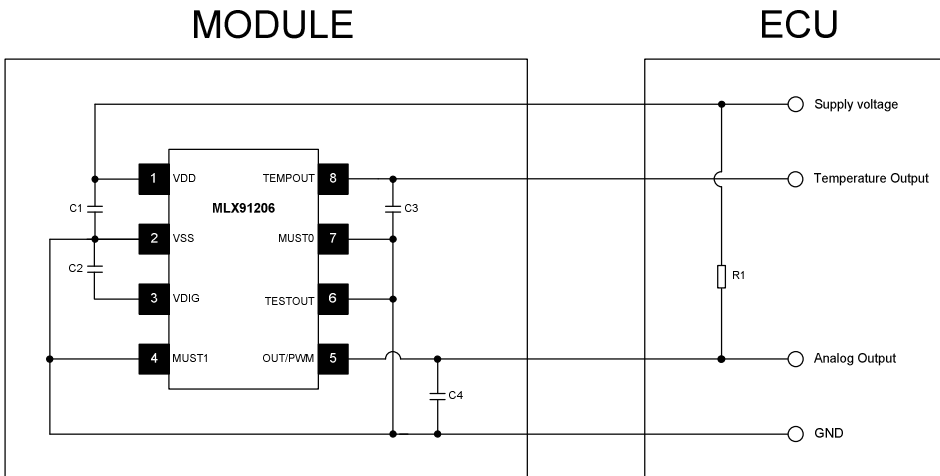 MODULE
ECU
Supply voltage
1 VDD TEMPOUT 8
Temperature Output
MLX91206
C1
C3
2 VSS MUST0 7
C2
R1
3 VDIG TESTOUT 6
4 MUST1 OUT/PWM 5
Analog Output
C4
GND